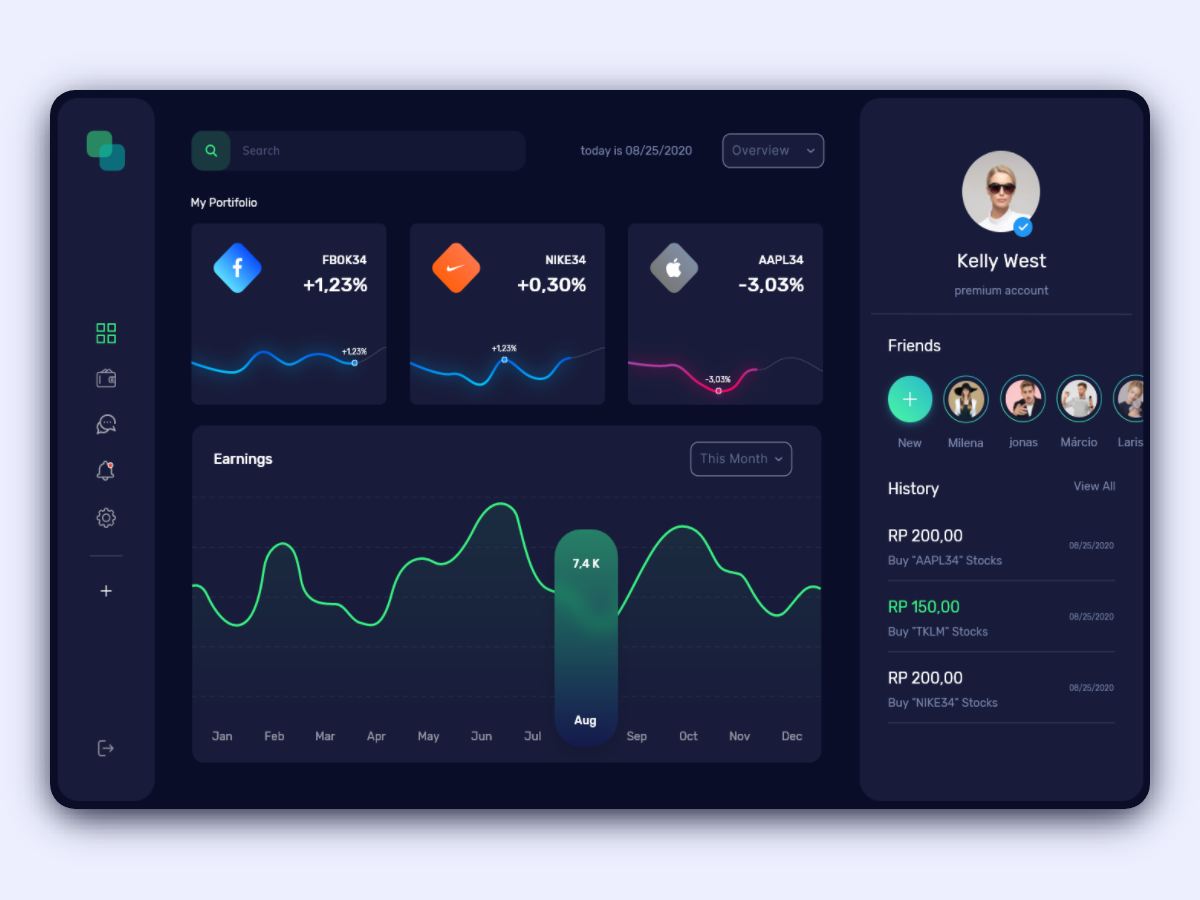 Search
today is 08/25/2020
Overview
My Portifolio
FBOK34
+1,23%
+1,23%
NIKE34
+0,30%
+1,23%
AAPL34
-3,03%
-3,03%
Earnings
This Month
7,4 K
Aug
Jan Feb Mar Apr May Jun Jul Sep Oct Nov Dec
Kelly West
premium account
Friends
New Milena jonas Márcio Laris
History
View All
RP 200,00
08/25/2020
Buy "AAPL34" Stocks
RP 150,00
08/25/2020
Buy "TKLM" Stocks
RP 200,00
08/25/2020
Buy "NIKE34" Stocks